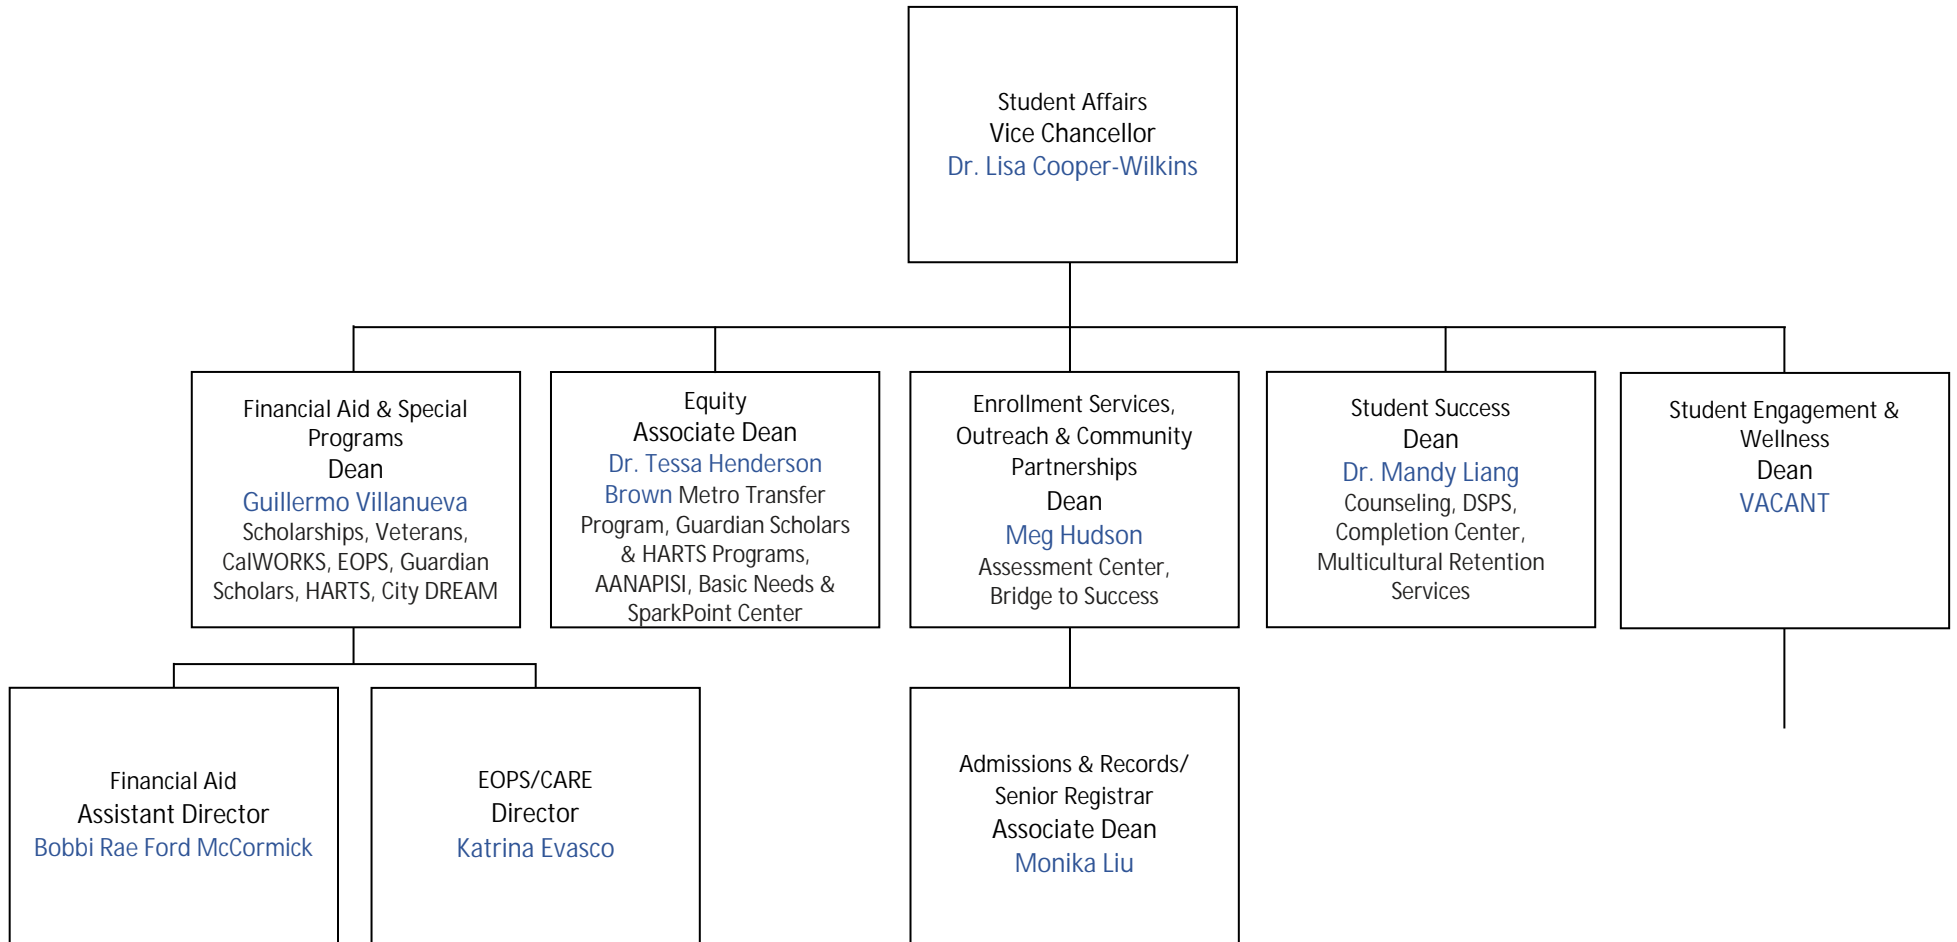 Student Affairs
Vice Chancellor
Dr. Lisa Cooper-Wilkins
Financial Aid & Special
Programs
Dean
Guillermo Villanueva
Scholarships, Veterans,
CalWORKS, EOPS, Guardian
Scholars, HARTS, City DREAM
Equity
Associate Dean
Dr. Tessa Henderson
Brown Metro Transfer
Program, Guardian Scholars
& HARTS Programs,
AANAPISI, Basic Needs &
SparkPoint Center
Enrollment Services,
Outreach & Community
Partnerships
Dean
Meg Hudson
Assessment Center,
Bridge to Success
Student Success
Dean
Dr. Mandy Liang
Counseling, DSPS,
Completion Center,
Multicultural Retention
Services
Student Engagement &
Wellness
Dean
VACANT
Financial Aid
Assistant Director
Bobbi Rae Ford McCormick
EOPS/CARE
Director
Katrina Evasco
Admissions & Records/
Senior Registrar
Associate Dean
Monika Liu